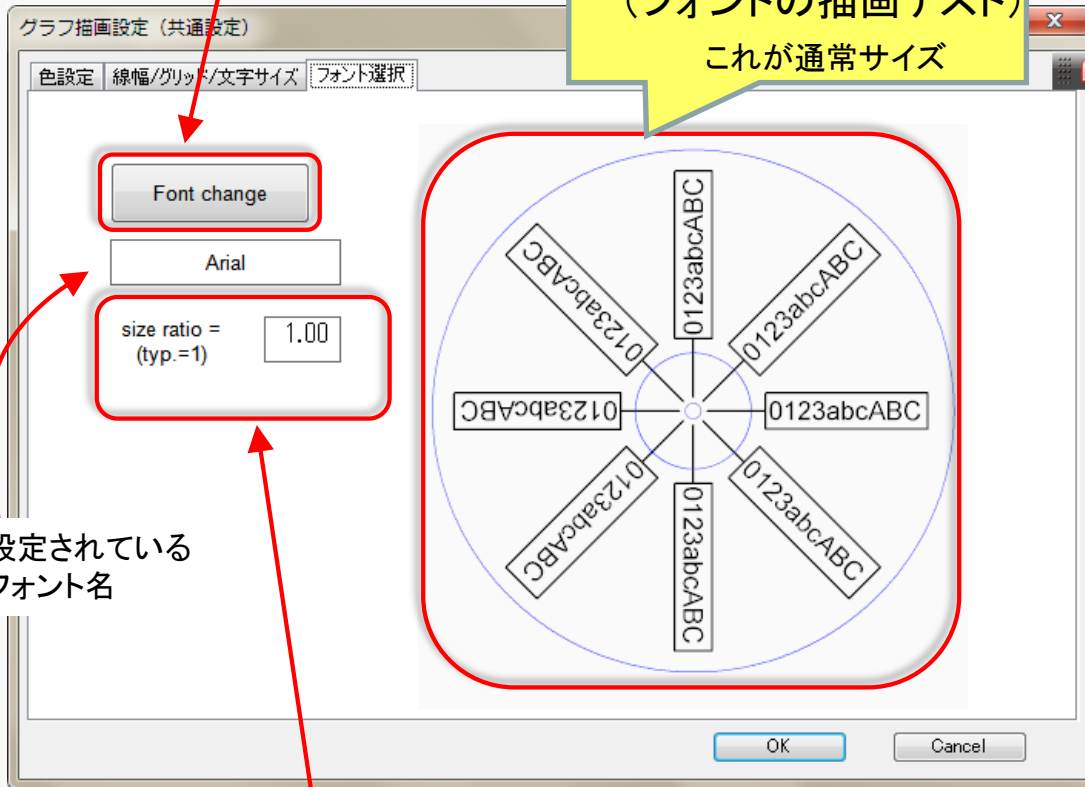 (フォントの描画テスト)
これが通常サイズ
グラフ描画設定(共通設定)
色設定
線幅/グリッド/文字サイズ
フォント選択
Font change
Arial
size ratio =
(typ.=1)
1.00
0123abcABC
0123abcABC
0123abcABC
0123abcABC
0123abcABC
0123abcABC
0123abcABC
0123abcABC
設定されている
フォント名
OK
Cancel